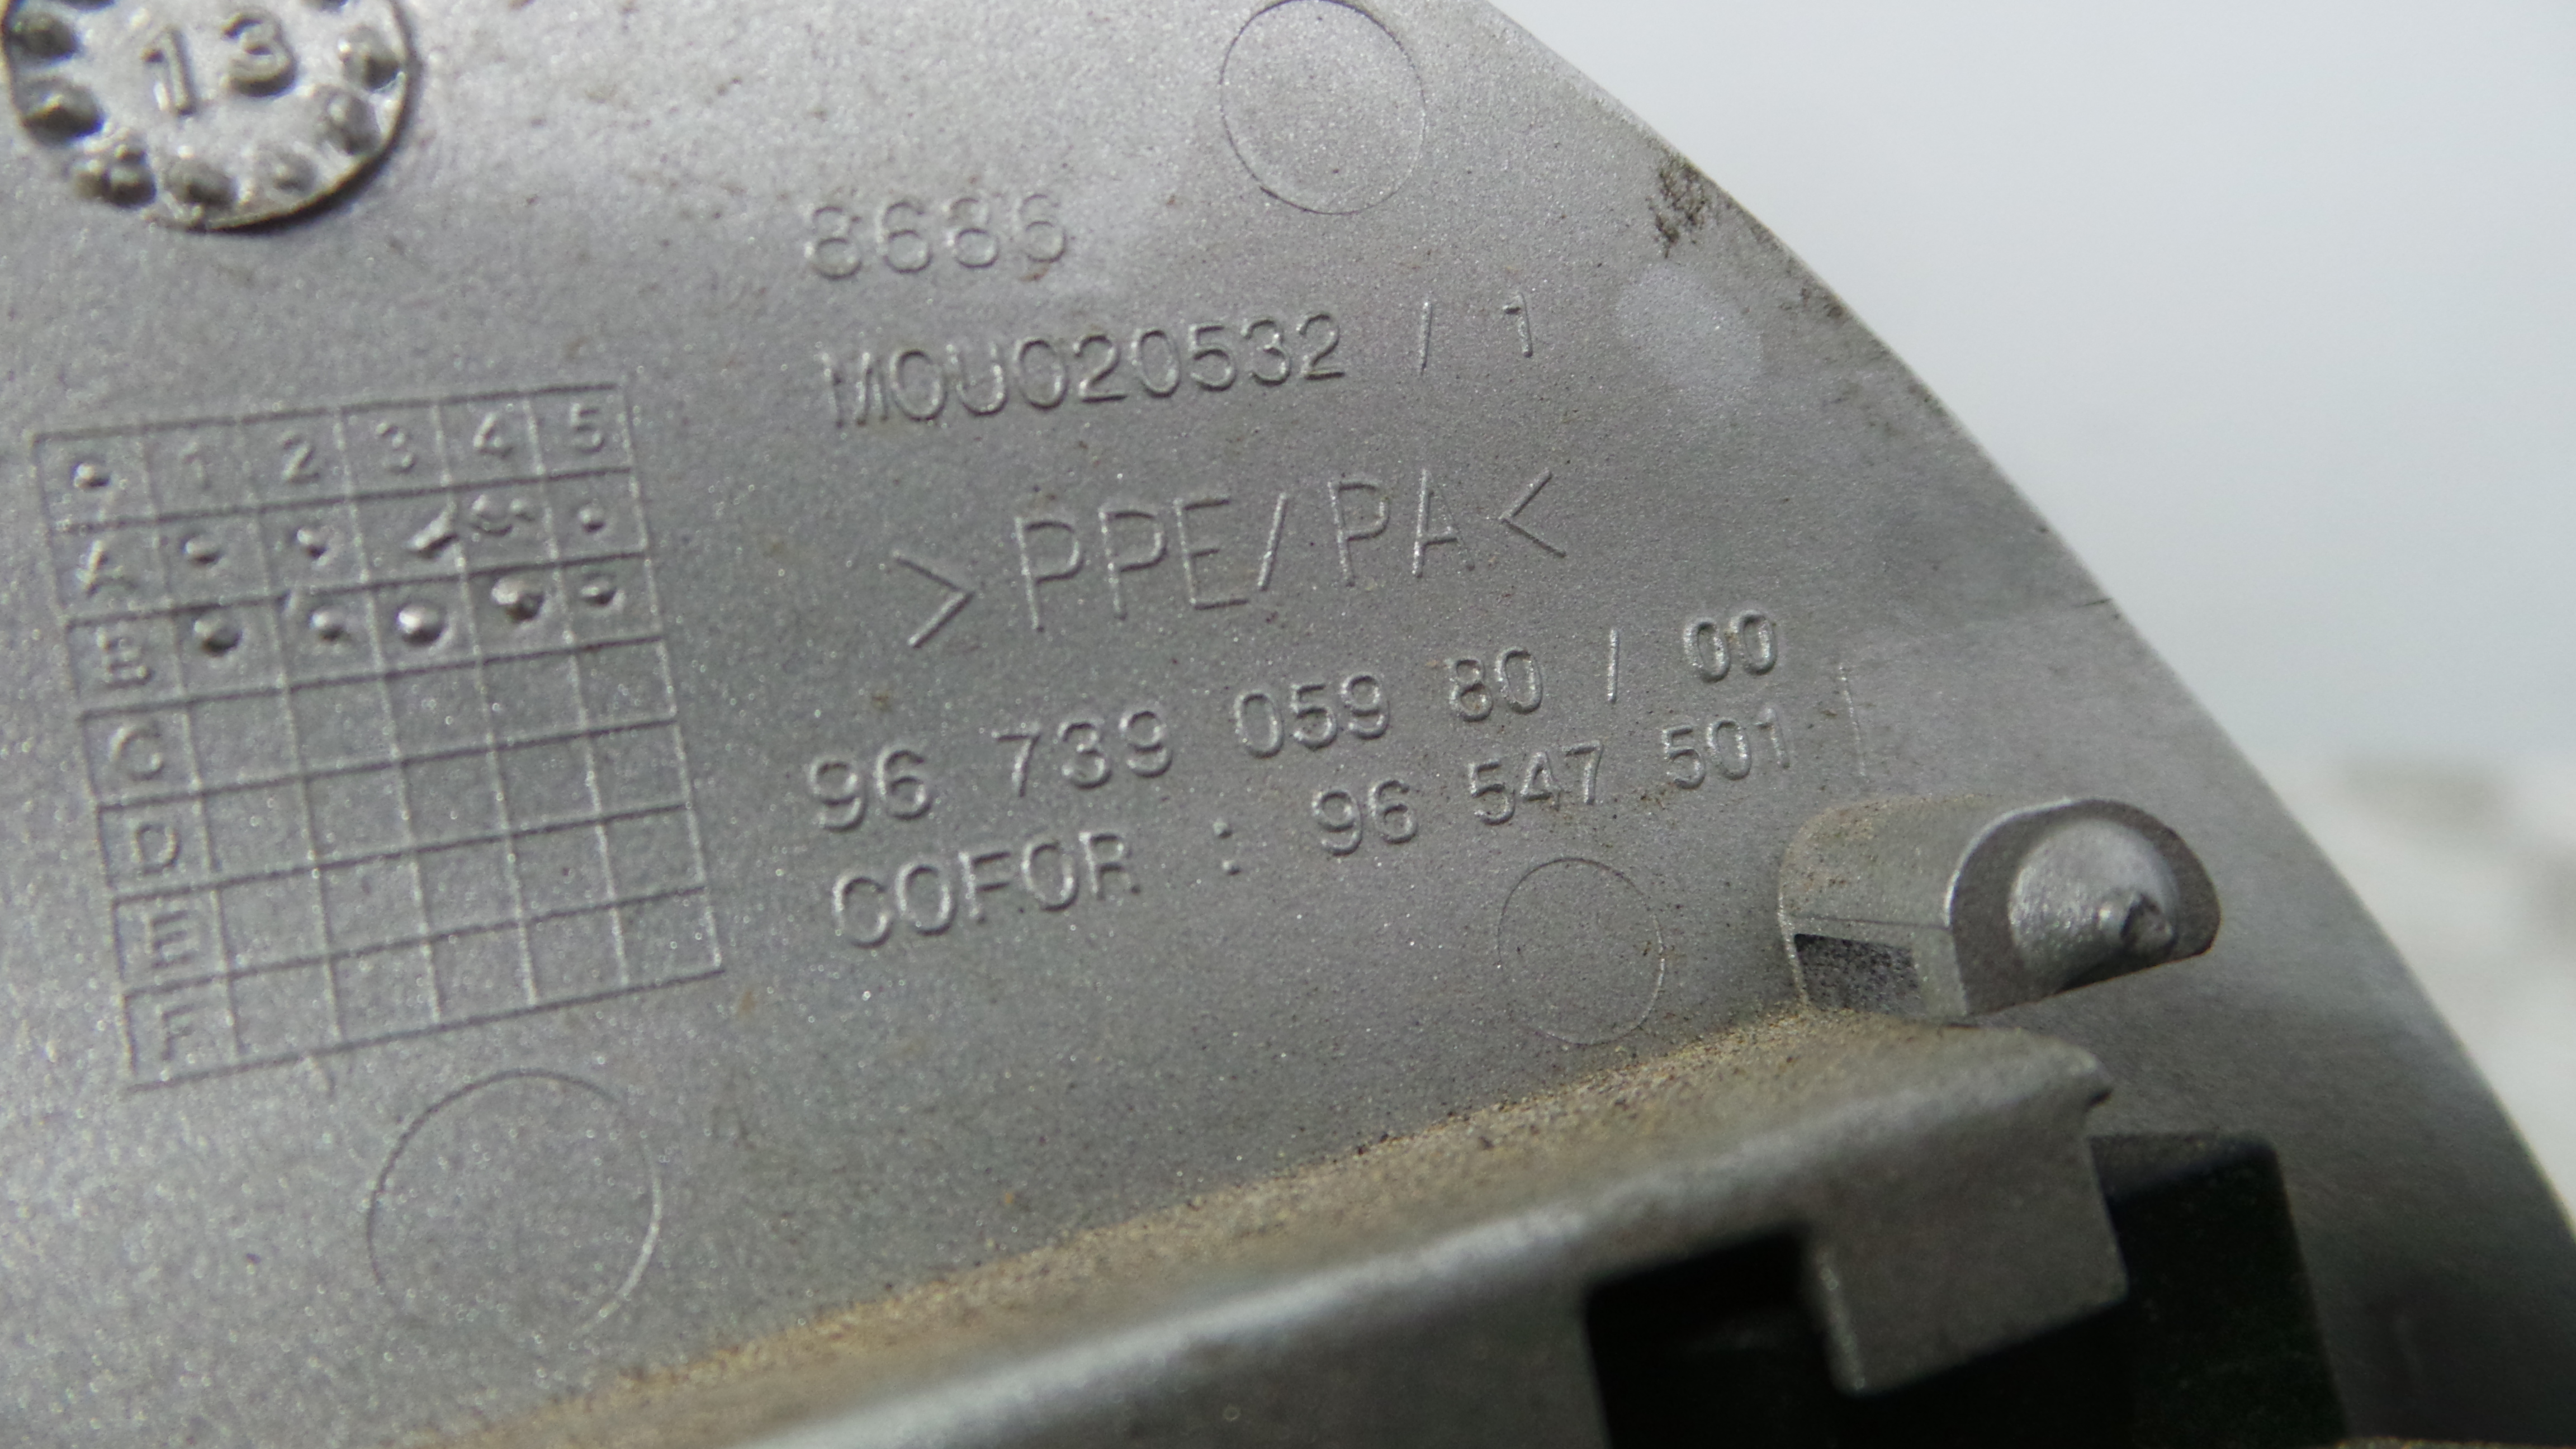 13
8686
MOU020532 / 1
1 2 3 4 5
A
B
C
D
E
F
>PPE/PA<
96 739 059 80 / 00
COFOR : 96 547 501